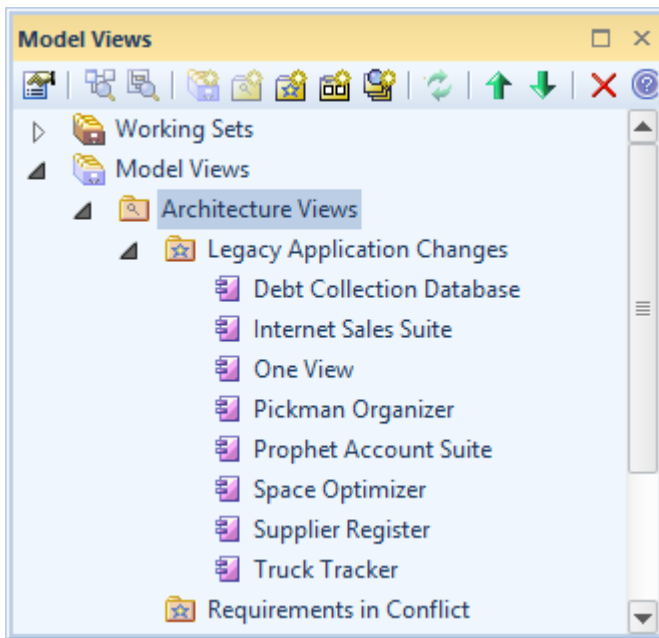 Model Views
Working Sets
Model Views
Architecture Views
Legacy Application Changes
Debt Collection Database
Internet Sales Suite
One View
Pickman Organizer
Prophet Account Suite
Space Optimizer
Supplier Register
Truck Tracker
Requirements in Conflict